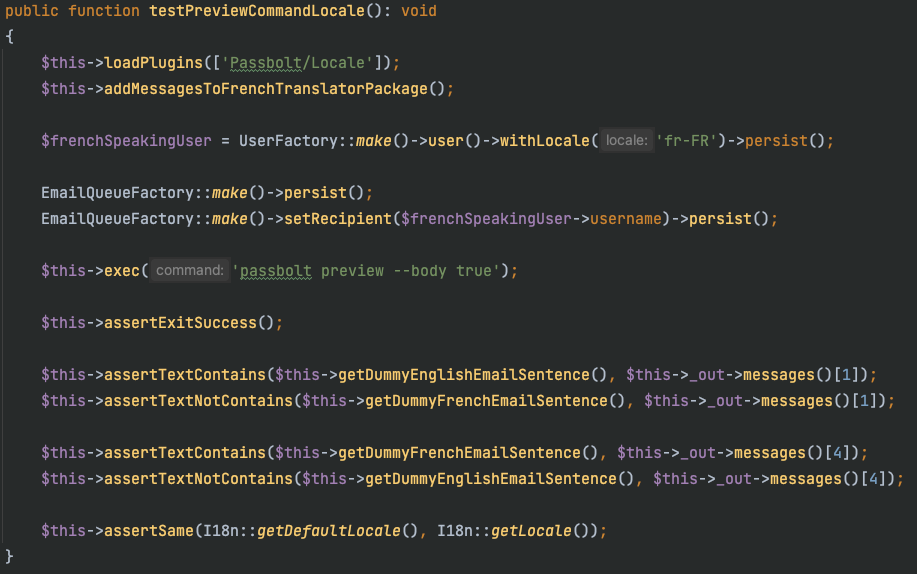 public function testPreviewCommandLocale(): void
{
    $this->loadPlugins(['Passbolt/Locale']);
    $this->addMessagesToFrenchTranslatorPackage();

    $frenchSpeakingUser = UserFactory::make()->user()->withLocale( locale: 'fr-FR')->persist();

    EmailQueueFactory::make()->persist();
    EmailQueueFactory::make()->setRecipient($frenchSpeakingUser->username)->persist();

    $this->exec( command: 'passbolt preview --body true');

    $this->assertExitSuccess();

    $this->assertTextContains($this->getDummyEnglishEmailSentence(), $this->_out->messages()[1]);
    $this->assertTextNotContains($this->getDummyFrenchEmailSentence(), $this->_out->messages()[1]);

    $this->assertTextContains($this->getDummyFrenchEmailSentence(), $this->_out->messages()[4]);
    $this->assertTextNotContains($this->getDummyEnglishEmailSentence(), $this->_out->messages()[4]);

    $this->assertSame(I18n::getDefaultLocale(), I18n::getLocale());
}